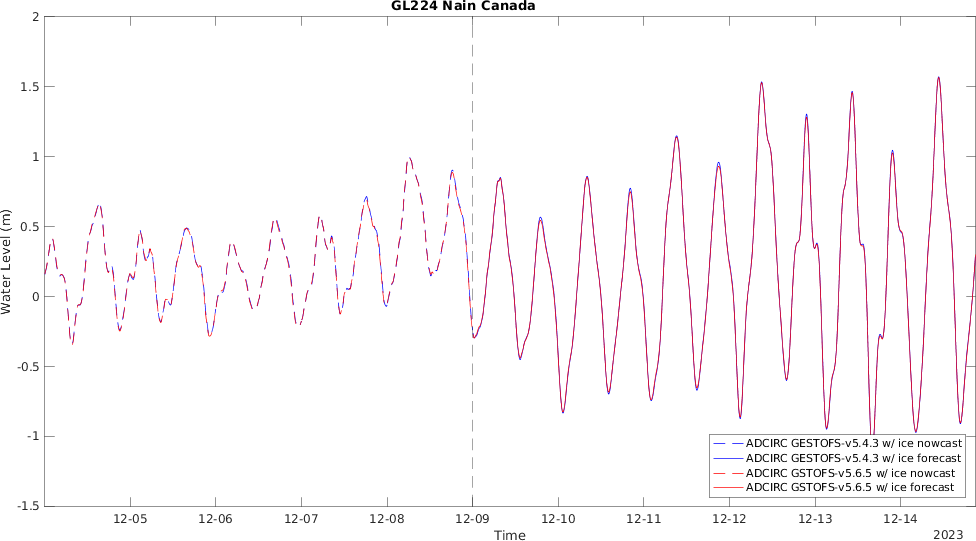 GL224 Nain Canada
2
1.5
1
0.5
0
-0.5
-1
-1.5
Water Level (m)
ADCIRC GESTOFS-v5.4.3 w/ ice nowcast
ADCIRC GESTOFS-v5.4.3 w/ ice forecast
ADCIRC GSTOFS-v5.6.5 w/ ice nowcast
ADCIRC GSTOFS-v5.6.5 w/ ice forecast
12-05 12-06 12-07 12-08 12-09 12-10 12-11 12-12 12-13 12-14
Time
2023